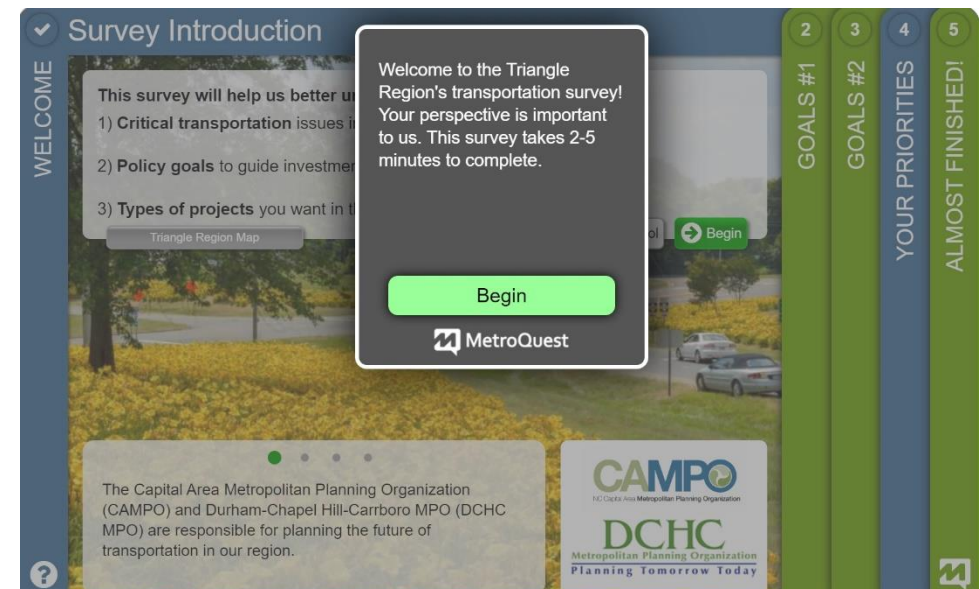 Survey Introduction
WELCOME
This survey will help us better
1) Critical transportation issues
2) Policy goals to guide
3) Types of projects you want in
Triangle Region Map
Begin
Welcome to the Triangle
Region's transportation survey!
Your perspective is important
to us. This survey takes 2-5
minutes to complete.
Begin
MetroQuest
The Capital Area Metropolitan Planning Organization
(CAMPO) and Durham-Chapel Hill-Carrboro MPO (DCHC
MPO) are responsible for planning the future of
transportation in our region.
?
CAMPO
NC Capital Area Metropolitan Planning Organization
DCHC
Metropolitan Planning Organization
Planning Tomorrow Today
2
GOALS #1
3
GOALS #2
4
YOUR PRIORITIES
5
ALMOST FINISHED!